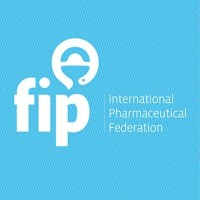 fip
International
Pharmaceutical
Federation